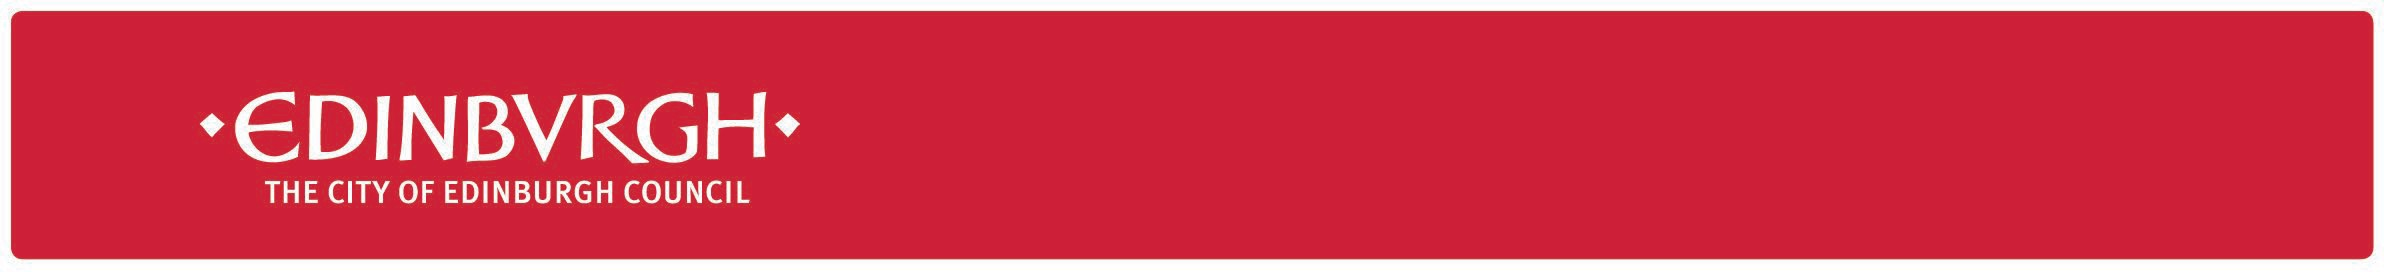 EDINBVRGH
THE CITY OF EDINBURGH COUNCIL